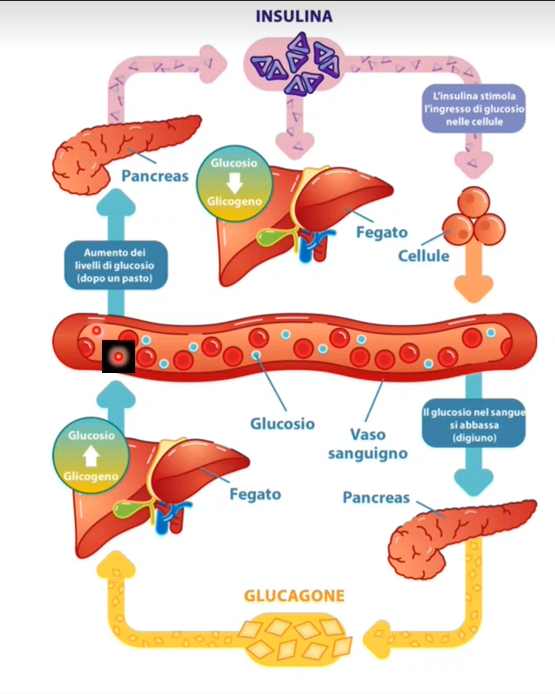 INSULINA
L'insulina stimola
l'ingresso di glucosio
nelle cellule
Pancreas
Glucosio
Glicogeno
Fegato
Cellule
Aumento dei
livelli di glucosio
(dopo un pasto)
Glucosio
Vaso
sanguigno
Il glucosio nel sangue
si abbassa
(digiuno)
Glucosio
Glicogeno
Fegato
Pancreas
GLUCAGONE